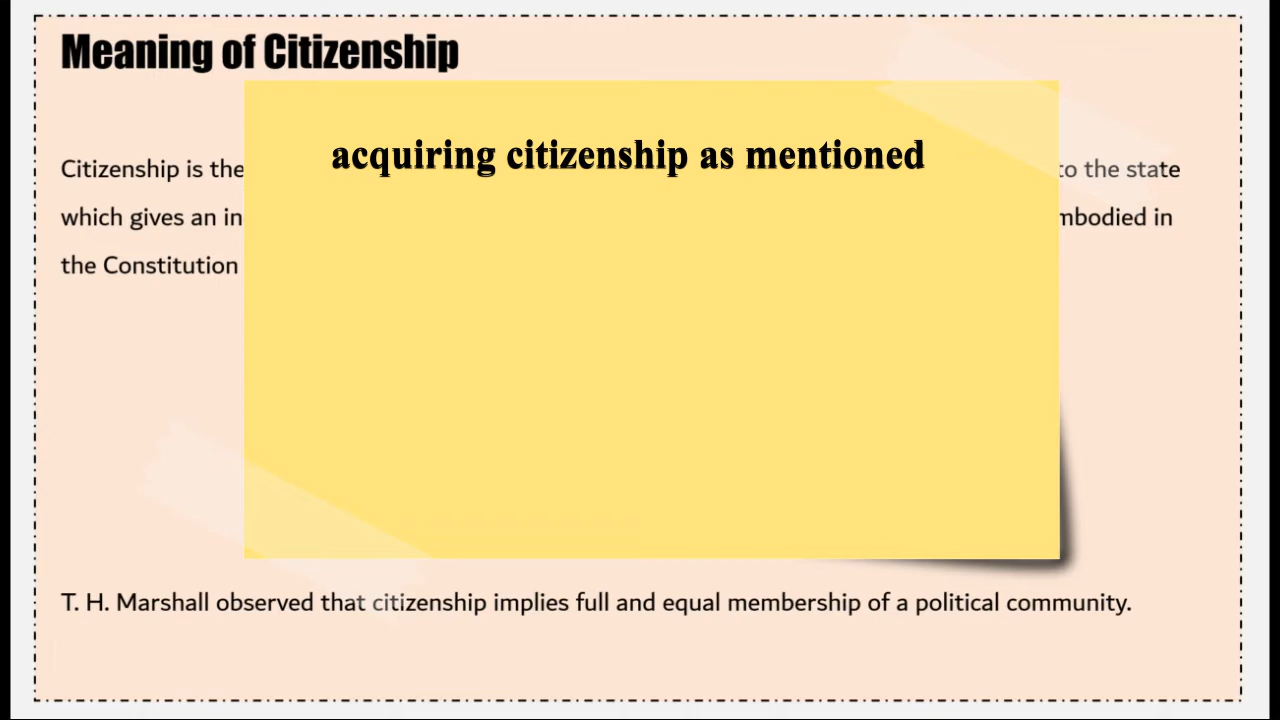 Meaning of Citizenship
acquiring citizenship as mentioned
Citizenship is the to the state
which gives an in mbodied in
the Constitution
T. H. Marshall observed that citizenship implies full and equal membership of a political community.